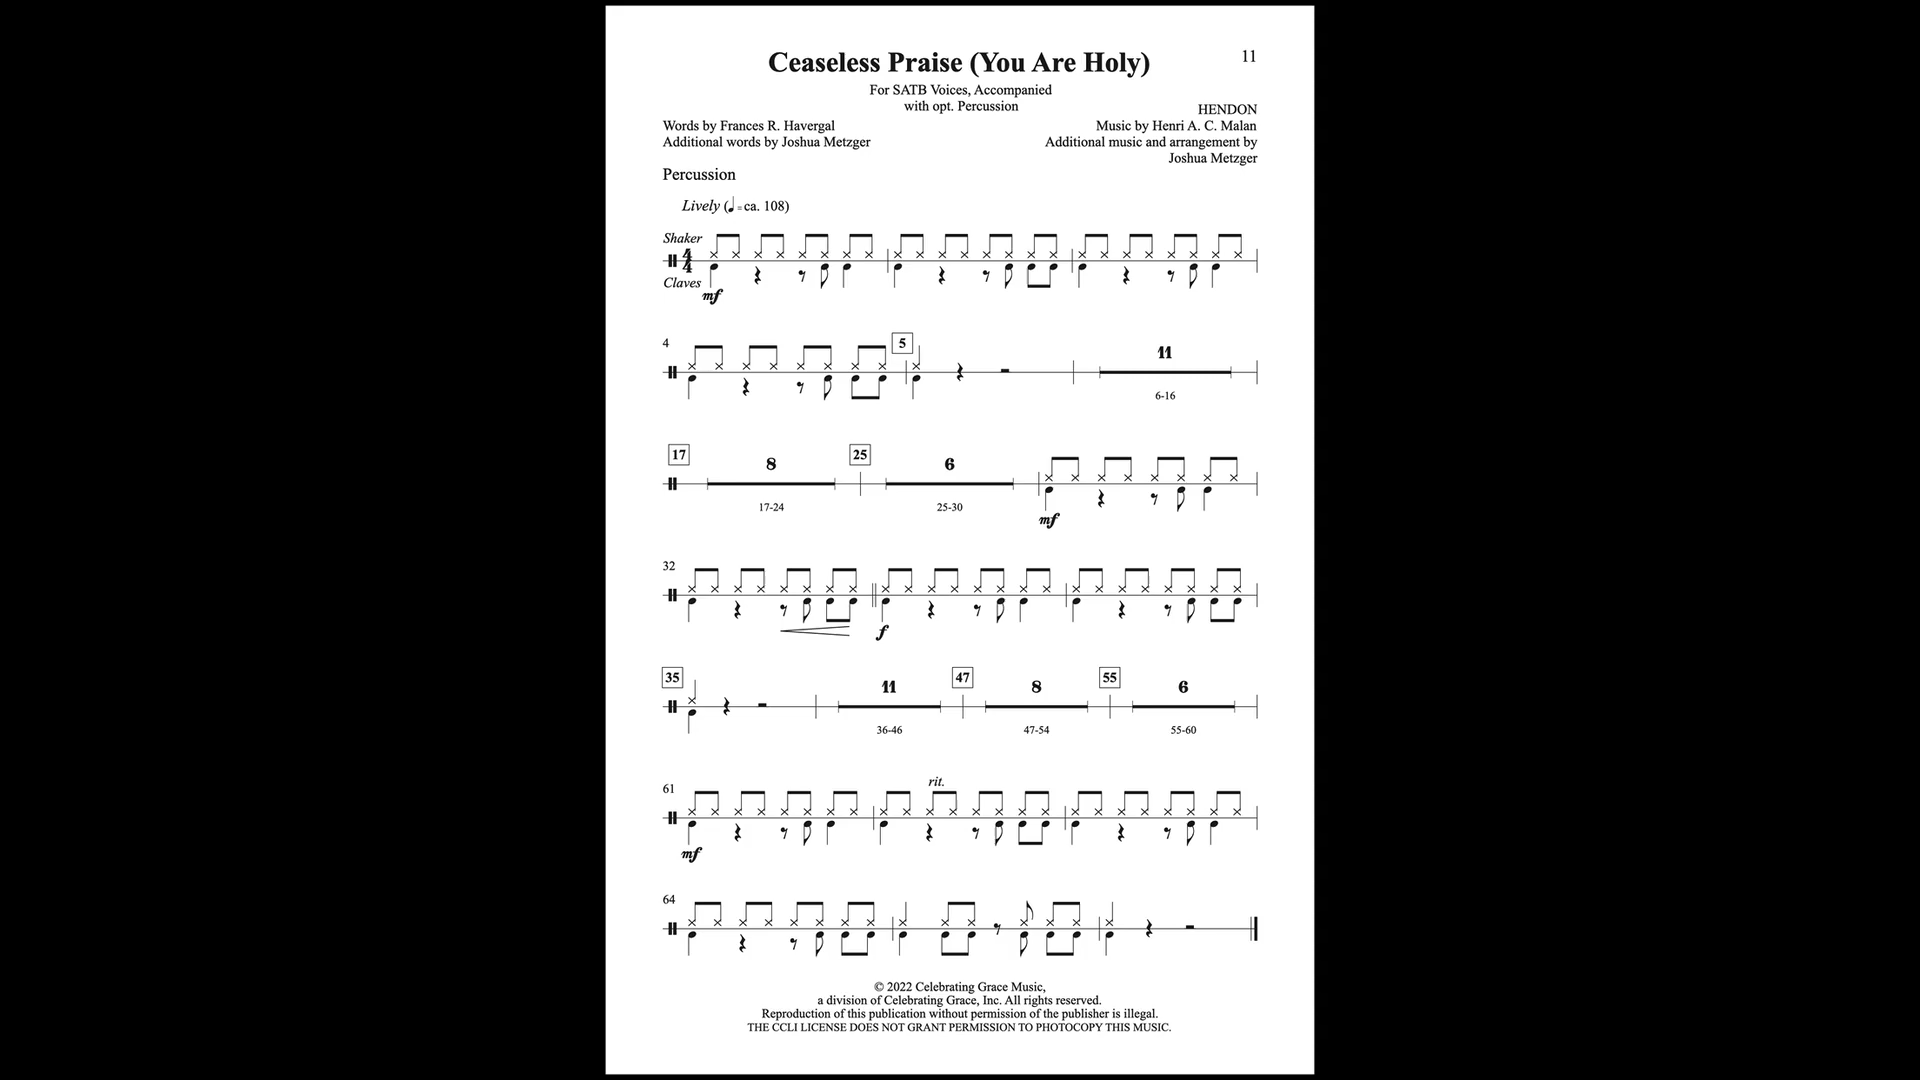 11
Ceaseless Praise (You Are Holy)
For SATB Voices, Accompanied
with opt. Percussion
HENDON
Words by Frances R. Havergal
Music by Henri A. C. Malan
Additional words by Joshua Metzger
Additional music and arrangement by
Joshua Metzger
Percussion
Lively (♩ = ca. 108)
Shaker
4
4
Claves
mf
4
5
11
6-16
17
8
25
6
17-24
25-30
mf
32
f
35
11
47
8
55
6
36-46
47-54
55-60
rit.
61
mf
64
© 2022 Celebrating Grace Music,
a division of Celebrating Grace, Inc. All rights reserved.
Reproduction of this publication without permission of the publisher is illegal.
THE CCLI LICENSE DOES NOT GRANT PERMISSION TO PHOTOCOPY THIS MUSIC.